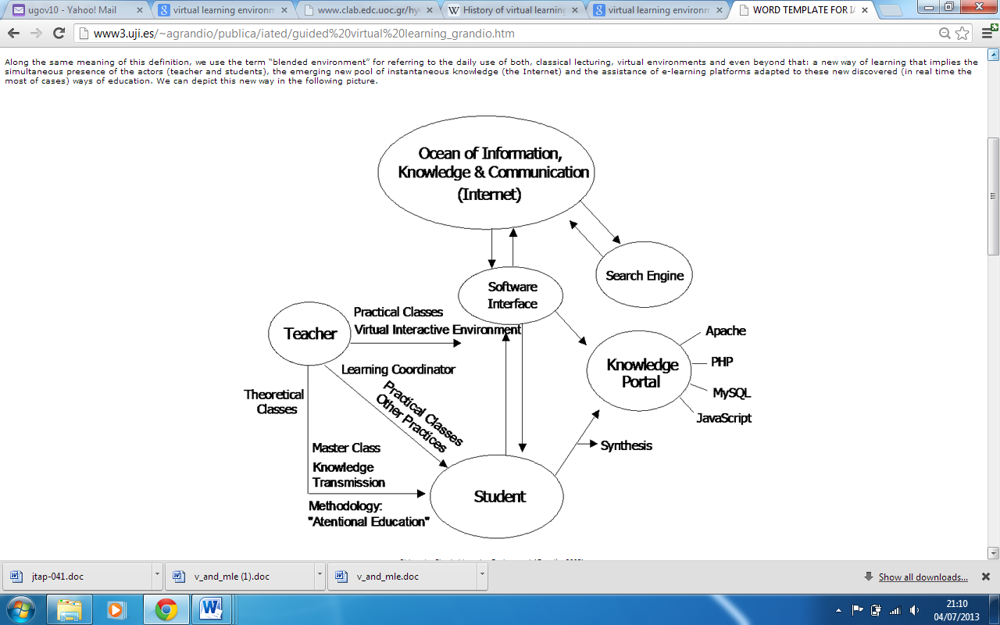 ugov10 - Yahoo! Mail
virtual learning environm
www.clab.edc.uoc.gr/hy
History of virtual learning
virtual learning environm
WORD TEMPLATE FOR IA
www3.uji.es/~agrandio/publica/iated/guided%20virtual%20learning_grandio.htm
Along the same meaning of this definition, we use the term “blended environment” for referring to the daily use of both, classical lecturing, virtual environments and even beyond that: a new way of learning that implies the
simultaneous presence of the actors (teacher and students), the emerging new pool of instantaneous knowledge (the Internet) and the assistance of e-learning platforms adapted to these new discovered (in real time the
most of cases) ways of education. We can depict this new way in the following picture.
Ocean of Information,
Knowledge & Communication
(Internet)
Search Engine
Software
Interface
Practical Classes
Virtual Interactive Environment
Teacher
Apache
Knowledge
Portal
PHP
MySQL
JavaScript
Learning Coordinator
Practical Classes
Other Practices
Theoretical
Classes
Master Class
Knowledge
Transmission
Synthesis
Student
Methodology:
"Atentional Education"
jtap-041.doc
v_and_mle (1).doc
v_and_mle.doc
Show all downloads...
21:10
04/07/2013